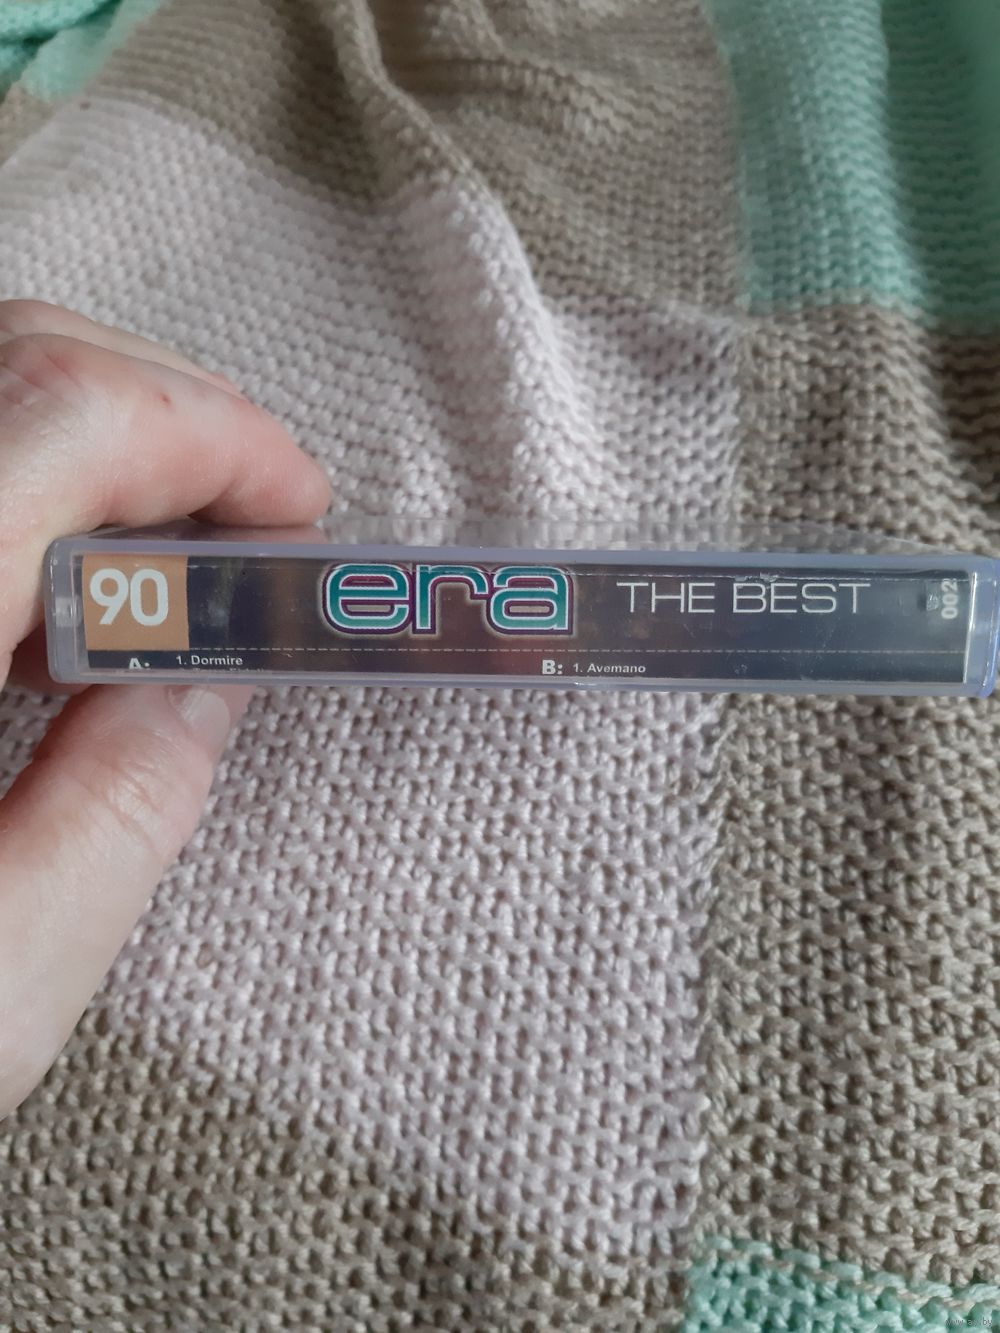 90
era
THE BEST
002
A:
1. Dormire
B:
1. Avemano